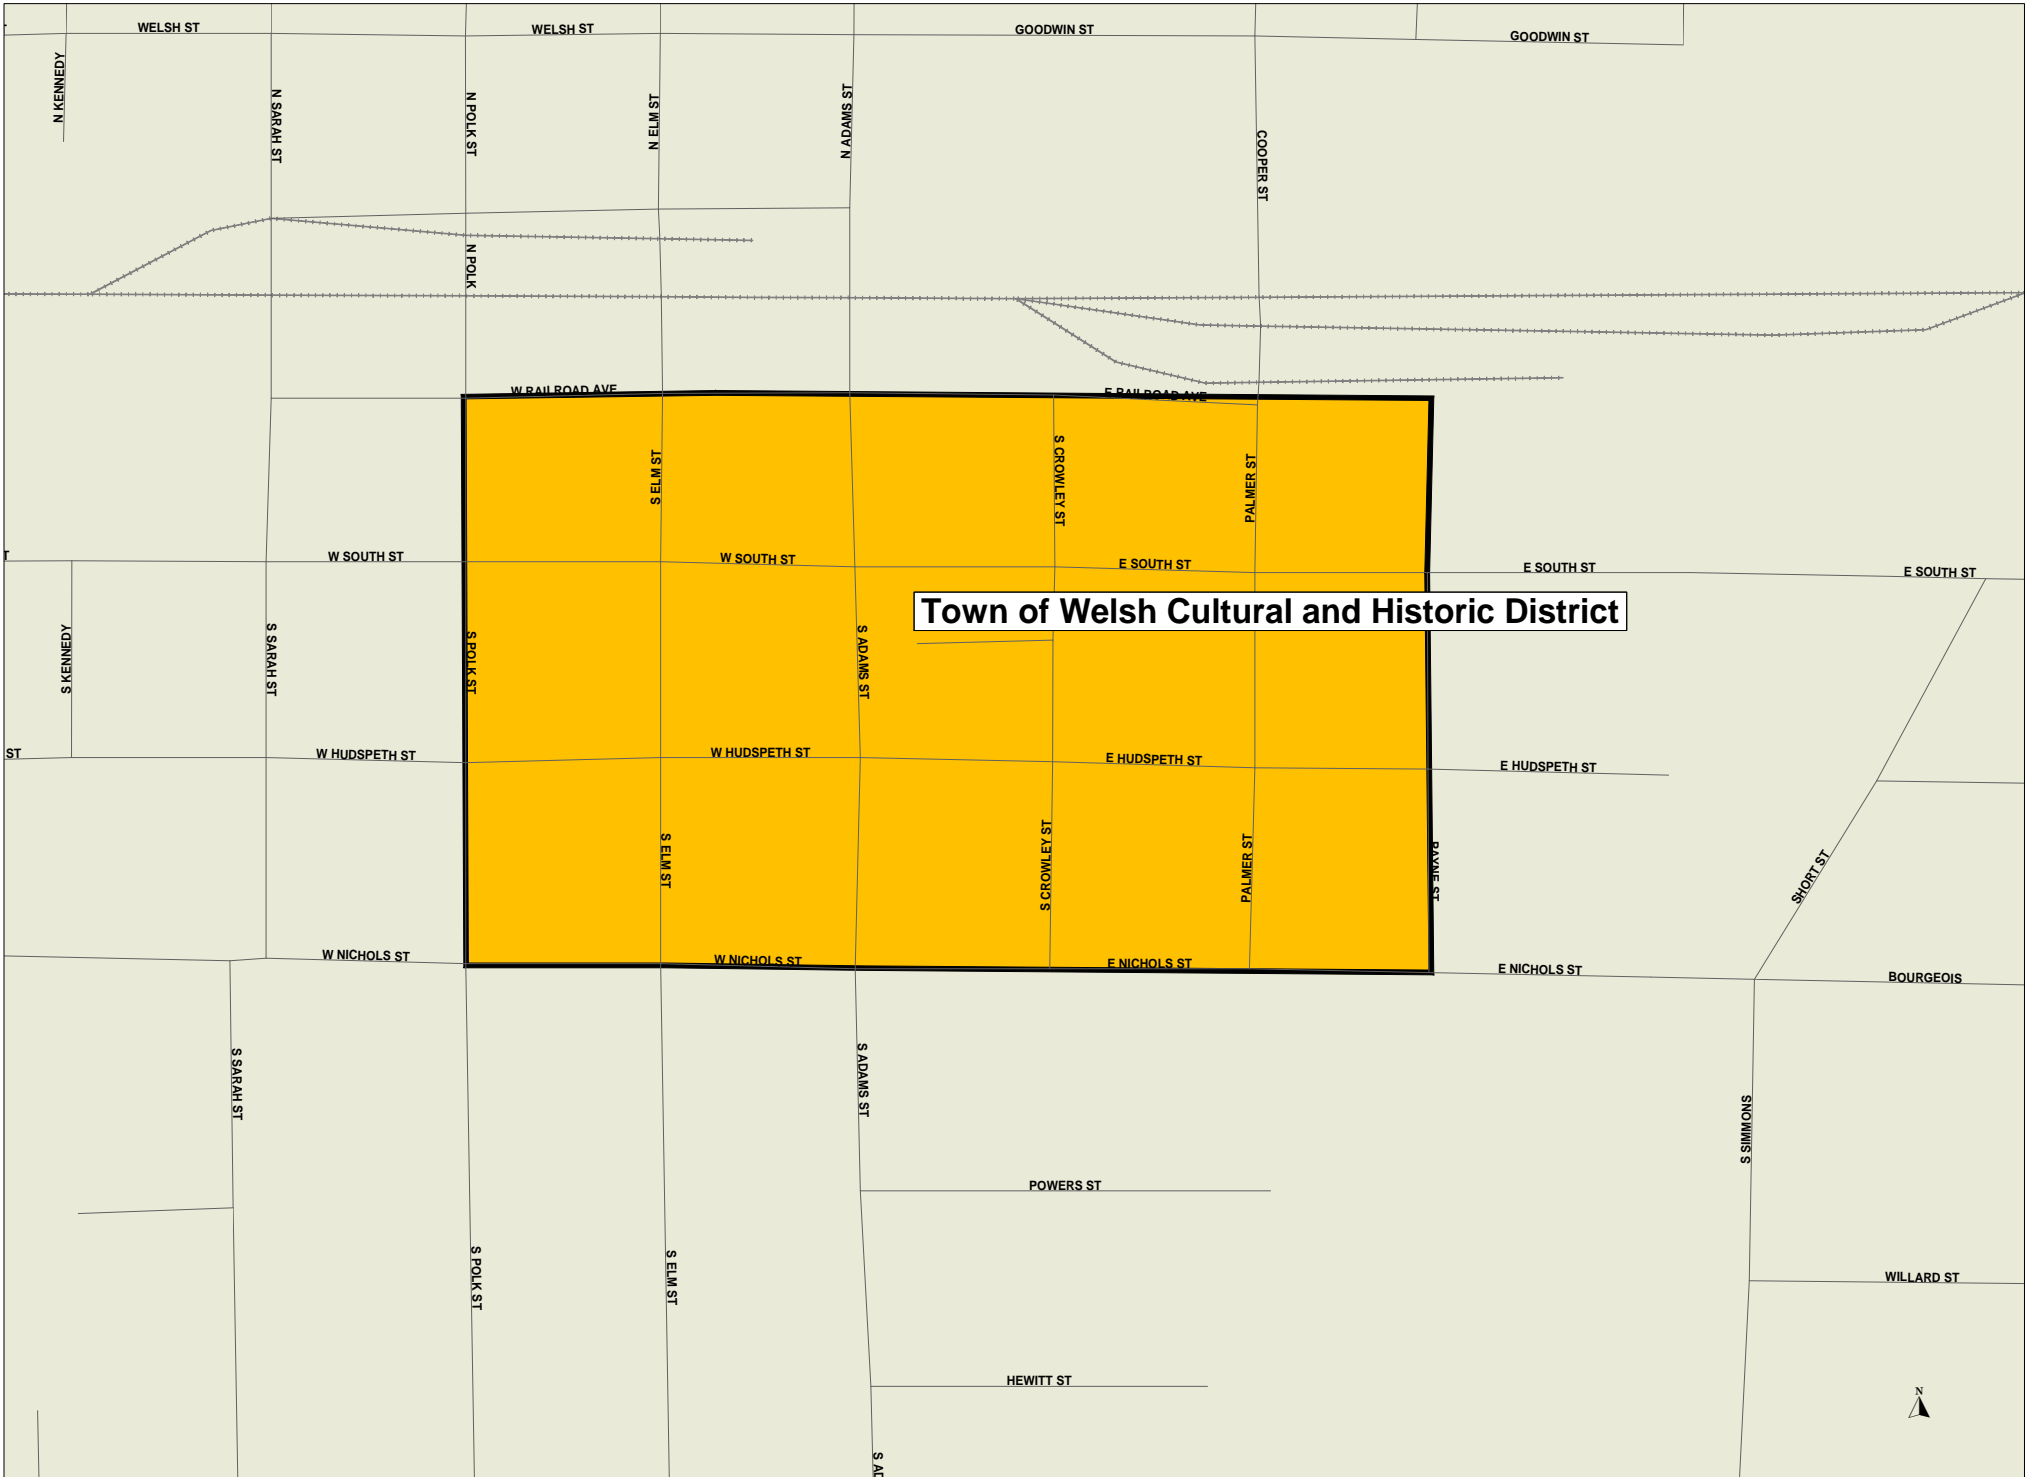 WELSH ST
WELSH ST
GOODWIN ST
GOODWIN ST
N KENNEDY
N SARAH ST
N POLK ST
N ELM ST
N ADAMS ST
COOPER ST
N POLK
W RAILROAD AVE
E RAILROAD AVE
S ELM ST
S CROWLEY ST
PALMER ST
T
W SOUTH ST
W SOUTH ST
E SOUTH ST
E SOUTH ST
E SOUTH ST
Town of Welsh Cultural and Historic District
S KENNEDY
S SARAH ST
S POLK ST
S ADAMS ST
ST
W HUDSPETH ST
W HUDSPETH ST
E HUDSPETH ST
E HUDSPETH ST
S ELM ST
S CROWLEY ST
PALMER ST
PAYNE ST
SHORT ST
W NICHOLS ST
W NICHOLS ST
E NICHOLS ST
E NICHOLS ST
BOURGEOIS
S SARAH ST
S ADAMS ST
S SIMMONS
POWERS ST
S POLK ST
S ELM ST
WILLARD ST
HEWITT ST
N
S AD